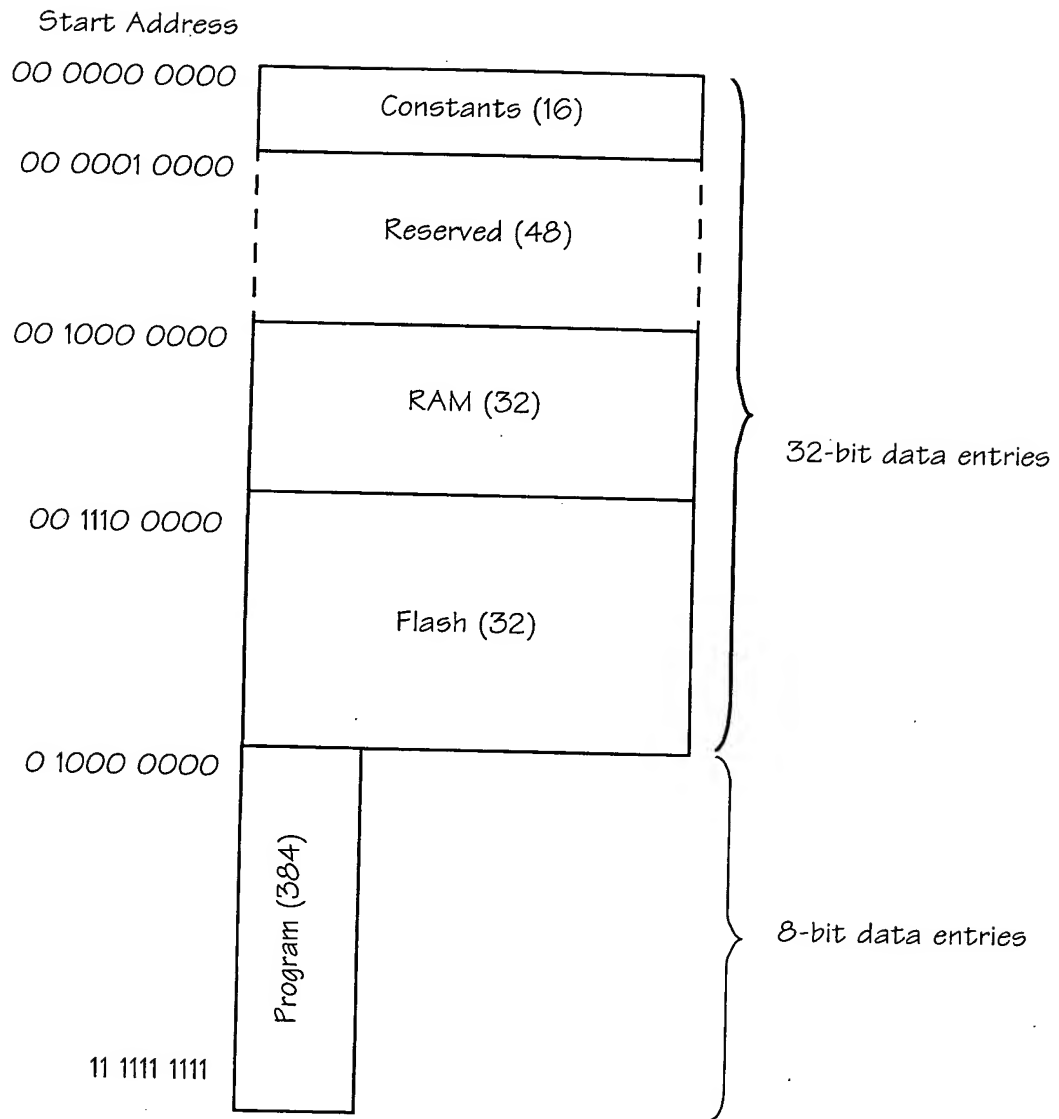 Start Address
00 0000 0000
Constants (16)
00 0001 0000
Reserved (48)
00 1000 0000
RAM (32)
32-bit data entries
00 1110 0000
Flash (32)
0 1000 0000
Program (384)
8-bit data entries
11 1111 1111